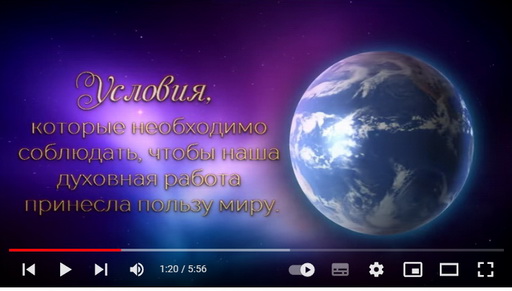 Условия,
которые необходимо
соблюдать, чтобы наша
духовная работа
принесла пользу миру.
1:20 / 5:56